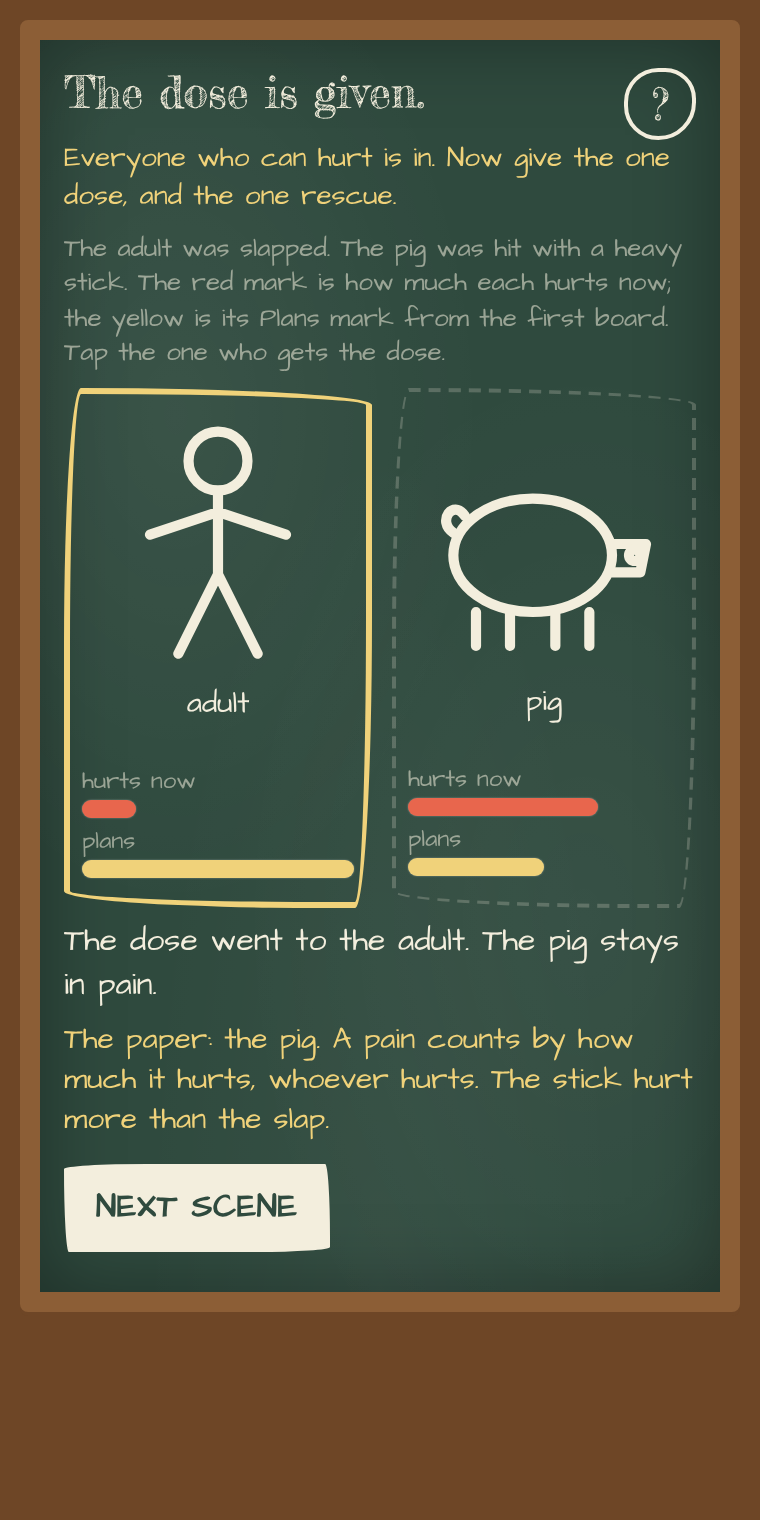 The dose is given.
?
Everyone who can hurt is in. Now give the one
dose, and the one rescue.
The adult was slapped. The pig was hit with a heavy
stick. The red mark is how much each hurts now;
the yellow is its Plans mark from the first board.
Tap the one who gets the dose.
adult
hurts now
plans
pig
hurts now
plans
The dose went to the adult. The pig stays
in pain.
The paper: the pig. A pain counts by how
much it hurts, whoever hurts. The stick hurt
more than the slap.
NEXT SCENE